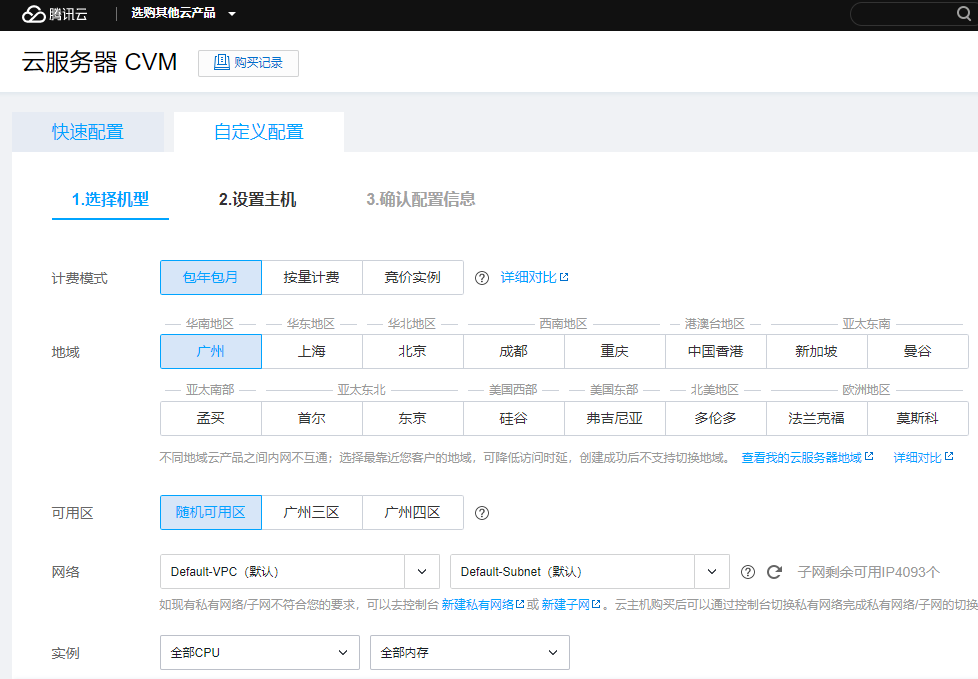 腾讯云 选购其他云产品
云服务器 CVM 购买记录
快速配置 自定义配置
1.选择机型 2.设置主机 3.确认配置信息
计费模式 包年包月 按量计费 竞价实例 详细对比
华南地区 华东地区 华北地区 西南地区 港澳台地区 亚太东南
地域 广州 上海 北京 成都 重庆 中国香港 新加坡 曼谷
亚太南部 亚太东北 美国西部 美国东部 北美地区 欧洲地区
孟买 首尔 东京 硅谷 弗吉尼亚 多伦多 法兰克福 莫斯科
不同地域云产品之间内网不互通；选择最靠近您客户的地域，可降低访问时延，创建成功后不支持切换地域。 查看我的云服务器地域 详细对比
可用区 随机可用区 广州三区 广州四区
网络 Default-VPC（默认） Default-Subnet（默认） 子网剩余可用IP4093个
如现有私有网络/子网不符合您的要求，可以去控制台 新建私有网络 或 新建子网 。云主机购买后可以通过控制台切换私有网络完成私有网络/子网的切换
实例 全部CPU 全部内存